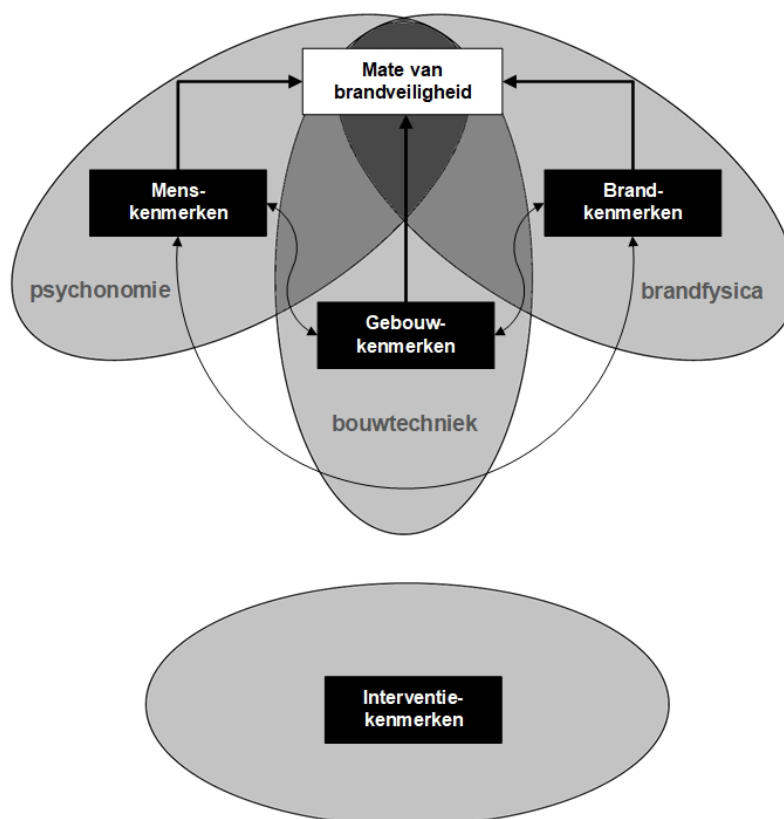 Mate van
brandveiligheid
Mens-
kenmerken
Brand-
kenmerken
psychonomie
brandfysica
Gebouw-
kenmerken
bouwtechniek
Interventie-
kenmerken